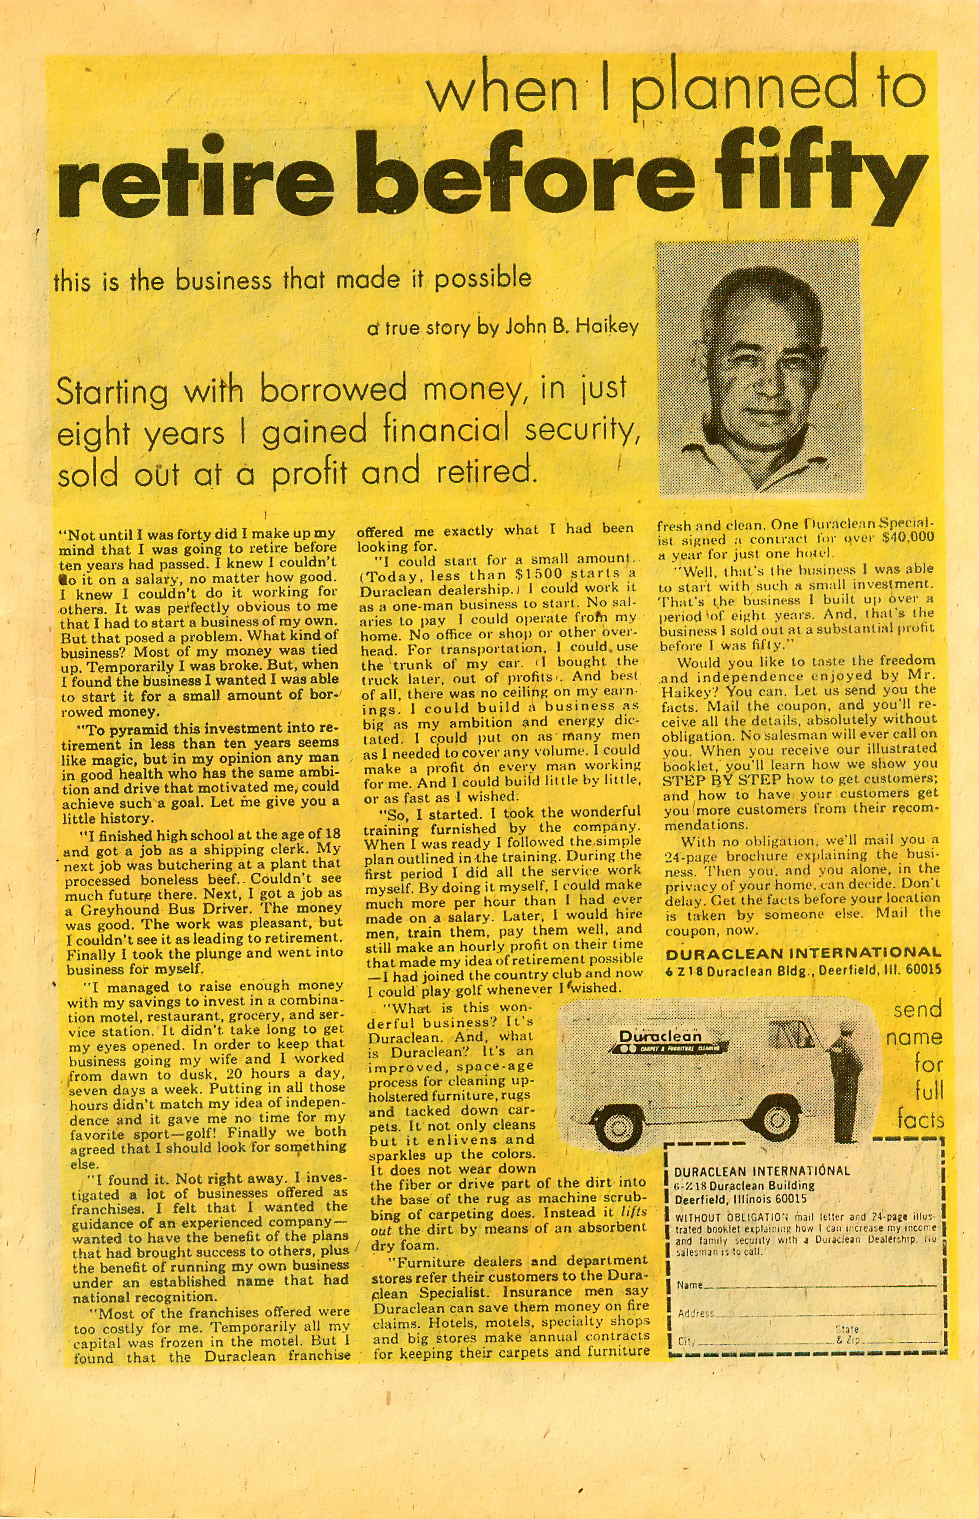 when I planned to
retire before fifty
this is the business that made it possible
a true story by John B. Haikey
Starting with borrowed money, in just
eight years I gained financial security,
sold out at a profit and retired.
"Not until I was forty did I make up my
mind that I was going to retire before
ten years had passed. I knew I couldn't
do it on a salary, no matter how good.
I knew I couldn't do it working for
others. It was perfectly obvious to me
that I had to start a business of my own.
But that posed a problem. What kind of
business? Most of my money was tied
up. Temporarily I was broke. But, when
I found the business I wanted I was able
to start it for a small amount of bor-
rowed money.
"To pyramid this investment into re-
tirement in less than ten years seems
like magic, but in my opinion any man
in good health who has the same ambi-
tion and drive that motivated me, could
achieve such a goal. Let me give you a
little history.
"I finished high school at the age of 18
and got a job as a shipping clerk. My
next job was butchering at a plant that
processed boneless beef. Couldn't see
much future there. Next, I got a job as
a Greyhound Bus Driver. The money
was good. The work was pleasant, but
I couldn't see it as leading to retirement.
Finally I took the plunge and went into
business for myself.
"I managed to raise enough money
with my savings to invest in a combina-
tion motel, restaurant, grocery, and ser-
vice station. It didn't take long to get
my eyes opened. In order to keep that
business going my wife and I worked
from dawn to dusk, 20 hours a day,
seven days a week. Putting in all those
hours didn't match my idea of indepen-
dence and it gave me no time for my
favorite sport—golf! Finally we both
agreed that I should look for something
else.
"I found it. Not right away. I inves-
tigated a lot of businesses offered as
franchises. I felt that I wanted the
guidance of an experienced company—
wanted to have the benefit of the plans
that had brought success to others, plus
the benefit of running my own business
under an established name that had
national recognition.
"Most of the franchises offered were
too costly for me. Temporarily all my
capital was frozen in the motel. But I
found that the Duraclean franchise
offered me exactly what I had been
looking for.
"I could start for a small amount.
(Today, less than $1500 starts a
Duraclean dealership.) I could work it
as a one-man business to start. No sal-
aries to pay I could operate from my
home. No office or shop or other over-
head. For transportation, I could use
the trunk of my car. (I bought the
truck later, out of profits). And best
of all, there was no ceiling on my earn-
ings. I could build a business as
big as my ambition and energy dic-
tated. I could put on as many men
as I needed to cover any volume. I could
make a profit on every man working
for me. And I could build little by little,
or as fast as I wished.
"So, I started. I took the wonderful
training furnished by the company.
When I was ready I followed the simple
plan outlined in the training. During the
first period I did all the service work
myself. By doing it myself, I could make
much more per hour than I had ever
made on a salary. Later, I would hire
men, train them, pay them well, and
still make an hourly profit on their time
that made my idea of retirement possible
—I had joined the country club and now
I could play golf whenever I wished.
"What is this won-
derful business? It's
Duraclean. And, what
is Duraclean? It's an
improved, space-age
process for cleaning up-
holstered furniture, rugs
and tacked down car-
pets. It not only cleans
but it enlivens and
sparkles up the colors.
It does not wear down
the fiber or drive part of the dirt into
the base of the rug as machine scrub-
bing of carpeting does. Instead it lifts
out the dirt by means of an absorbent
dry foam.
"Furniture dealers and department
stores refer their customers to the Dura-
clean Specialist. Insurance men say
Duraclean can save them money on fire
claims. Hotels, motels, specialty shops
and big stores make annual contracts
for keeping their carpets and furniture
fresh and clean. One Duraclean Special-
ist signed a contract for over $40,000
a year for just one hotel.
"Well, that's the business I was able
to start with such a small investment.
That's the business I built up over a
period of eight years. And, that's the
business I sold out at a substantial profit
before I was fifty."
Would you like to taste the freedom
and independence enjoyed by Mr.
Haikey? You can. Let us send you the
facts. Mail the coupon, and you'll re-
ceive all the details, absolutely without
obligation. No salesman will ever call on
you. When you receive our illustrated
booklet, you'll learn how we show you
STEP BY STEP how to get customers;
and how to have your customers get
you more customers from their recom-
mendations.
With no obligation, we'll mail you a
24-page brochure explaining the busi-
ness. Then you, and you alone, in the
privacy of your home, can decide. Don't
delay. Get the facts before your location
is taken by someone else. Mail the
coupon, now.
DURACLEAN INTERNATIONAL
6 Z18 Duraclean Bldg., Deerfield, Ill. 60015
Duraclean
CARPET & FURNITURE CLEANING
send
name
for
full
facts
DURACLEAN INTERNATIONAL
6-Z18 Duraclean Building
Deerfield, Illinois 60015
WITHOUT OBLIGATION mail letter and 24-page illus-
trated booklet explaining how I can increase my income
and family security with a Duraclean Dealership. No
salesman is to call.
Name
Address
State
City & Zip